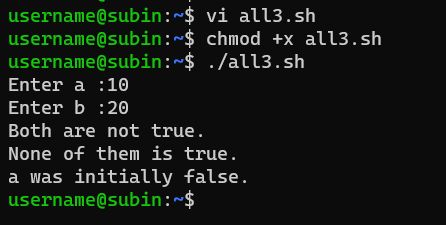 username@subin:~$ vi all3.sh
username@subin:~$ chmod +x all3.sh
username@subin:~$ ./all3.sh
Enter a :10
Enter b :20
Both are not true.
None of them is true.
a was initially false.
username@subin:~$